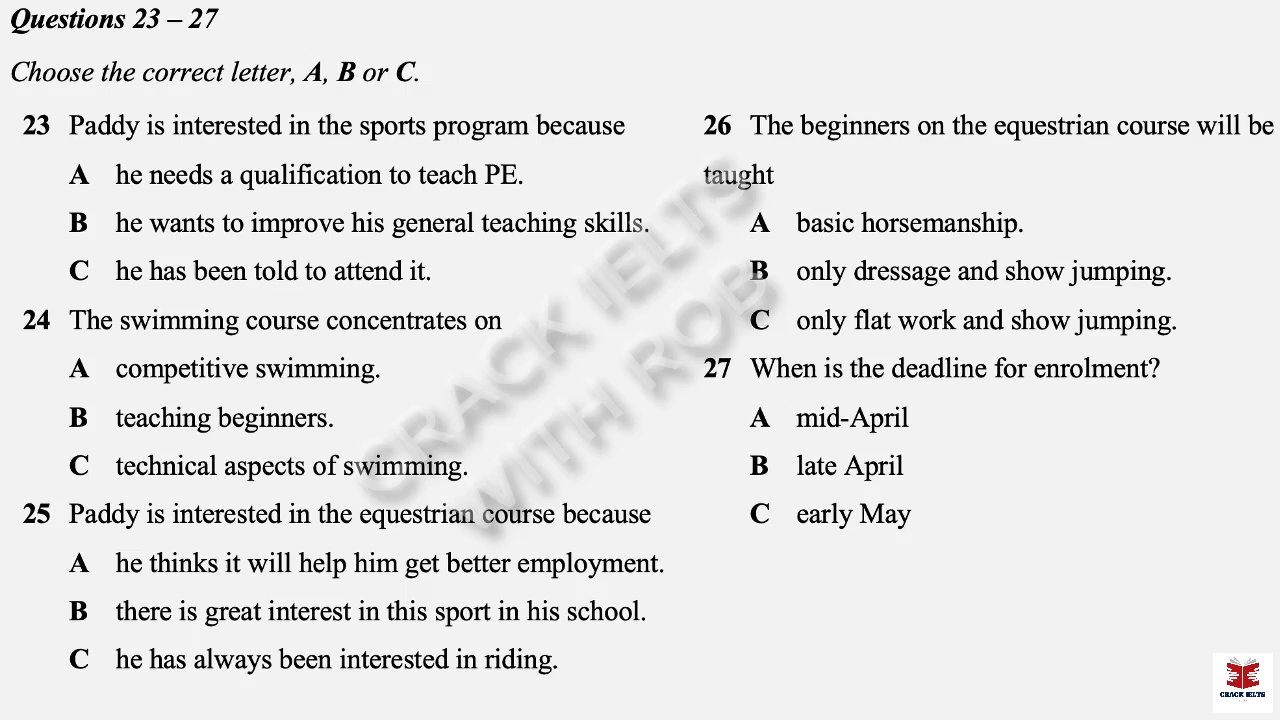 Questions 23 – 27
Choose the correct letter, A, B or C.
23 Paddy is interested in the sports program because
A he needs a qualification to teach PE.
B he wants to improve his general teaching skills.
C he has been told to attend it.
24 The swimming course concentrates on
A competitive swimming.
B teaching beginners.
C technical aspects of swimming.
25 Paddy is interested in the equestrian course because
A he thinks it will help him get better employment.
B there is great interest in this sport in his school.
C he has always been interested in riding.
26 The beginners on the equestrian course will be
taught
A basic horsemanship.
B only dressage and show jumping.
C only flat work and show jumping.
27 When is the deadline for enrolment?
A mid-April
B late April
C early May
CRACK IELTS
WITH ROB
CRACK IELTS